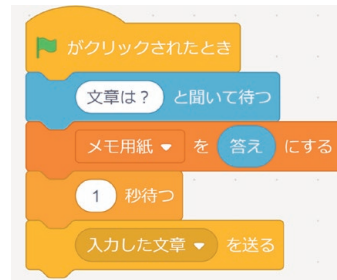 がクリックされたとき
文章は? と聞いて待つ
メモ用紙 を 答え にする
1 秒待つ
入力した文章 を送る